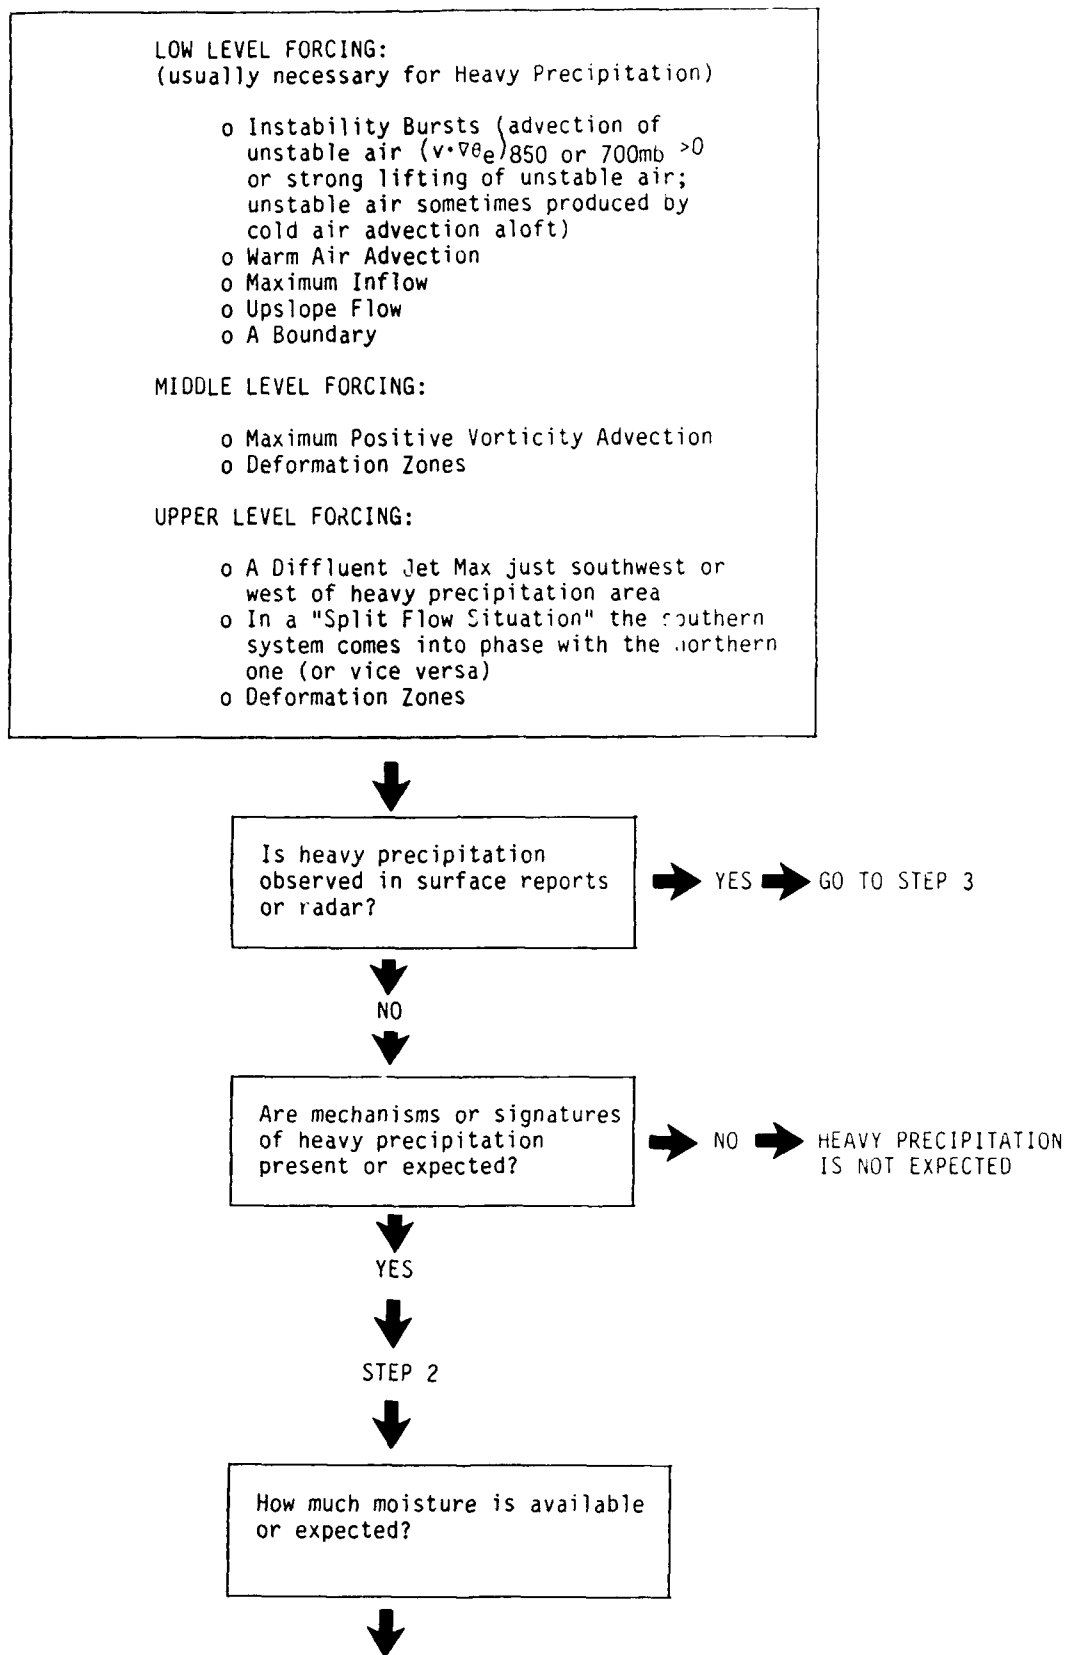 LOW LEVEL FORCING:
(usually necessary for Heavy Precipitation)
o Instability Bursts (advection of
unstable air (v·∇θe)850 or 700mb >0
or strong lifting of unstable air;
unstable air sometimes produced by
cold air advection aloft)
o Warm Air Advection
o Maximum Inflow
o Upslope Flow
o A Boundary
MIDDLE LEVEL FORCING:
o Maximum Positive Vorticity Advection
o Deformation Zones
UPPER LEVEL FORCING:
o A Diffluent Jet Max just southwest or
west of heavy precipitation area
o In a "Split Flow Situation" the southern
system comes into phase with the northern
one (or vice versa)
o Deformation Zones
Is heavy precipitation
observed in surface reports
or radar?
YES
GO TO STEP 3
NO
Are mechanisms or signatures
of heavy precipitation
present or expected?
NO
HEAVY PRECIPITATION
IS NOT EXPECTED
YES
STEP 2
How much moisture is available
or expected?